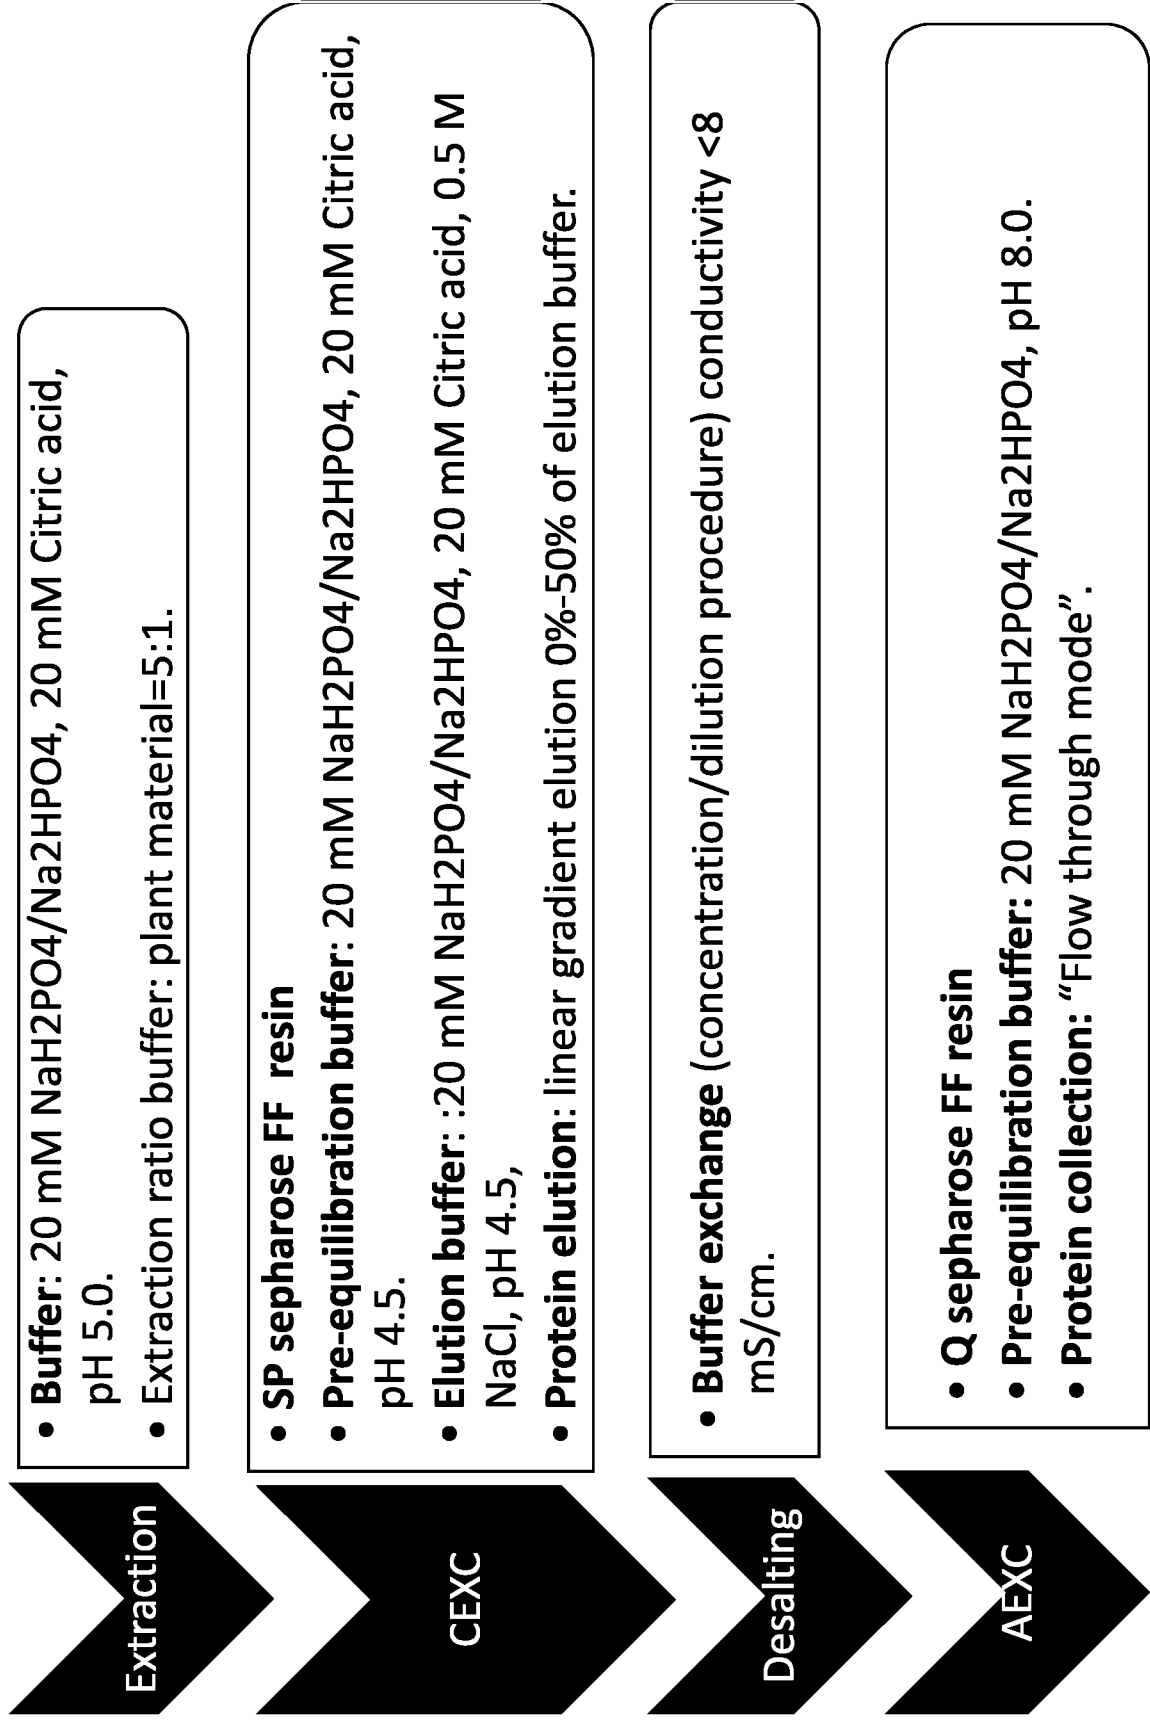 Extraction
• Buffer: 20 mM NaH2PO4/Na2HPO4, 20 mM Citric acid,
pH 5.0.
• Extraction ratio buffer: plant material=5:1.
CEXC
• SP sepharose FF resin
• Pre-equilibration buffer: 20 mM NaH2PO4/Na2HPO4, 20 mM Citric acid,
pH 4.5.
• Elution buffer: :20 mM NaH2PO4/Na2HPO4, 20 mM Citric acid, 0.5 M
NaCl, pH 4.5,
• Protein elution: linear gradient elution 0%-50% of elution buffer.
Desalting
• Buffer exchange (concentration/dilution procedure) conductivity <8
mS/cm.
AEXC
• Q sepharose FF resin
• Pre-equilibration buffer: 20 mM NaH2PO4/Na2HPO4, pH 8.0.
• Protein collection: “Flow through mode”.